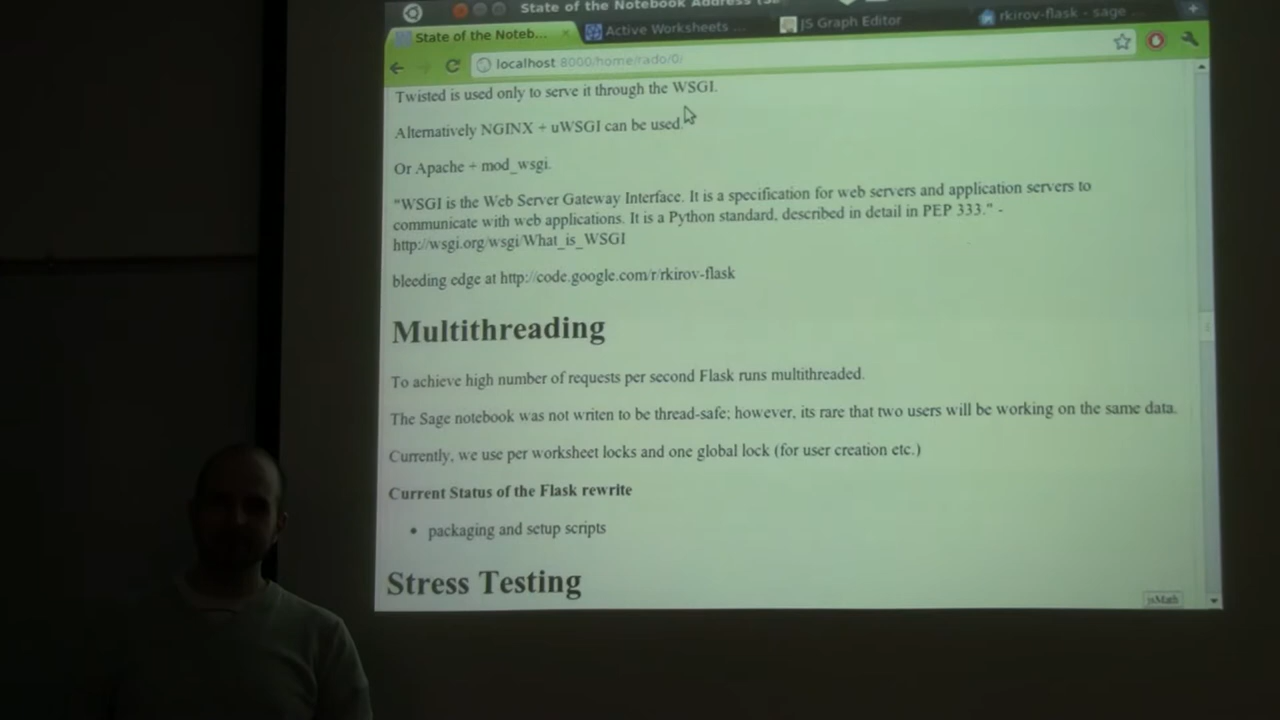 State of the Notebook Address
State of the Noteb...
Active Worksheets ...
JS Graph Editor
rkirov-flask - sage ...
localhost:8000/home/rado/0/
Twisted is used only to serve it through the WSGI.
Alternatively NGINX + uWSGI can be used.
Or Apache + mod_wsgi.
"WSGI is the Web Server Gateway Interface. It is a specification for web servers and application servers to
communicate with web applications. It is a Python standard, described in detail in PEP 333." -
http://wsgi.org/wsgi/What_is_WSGI
bleeding edge at http://code.google.com/r/rkirov-flask
Multithreading
To achieve high number of requests per second Flask runs multithreaded.
The Sage notebook was not writen to be thread-safe; however, its rare that two users will be working on the same data.
Currently, we use per worksheet locks and one global lock (for user creation etc.)
Current Status of the Flask rewrite
• packaging and setup scripts
Stress Testing
jsMath